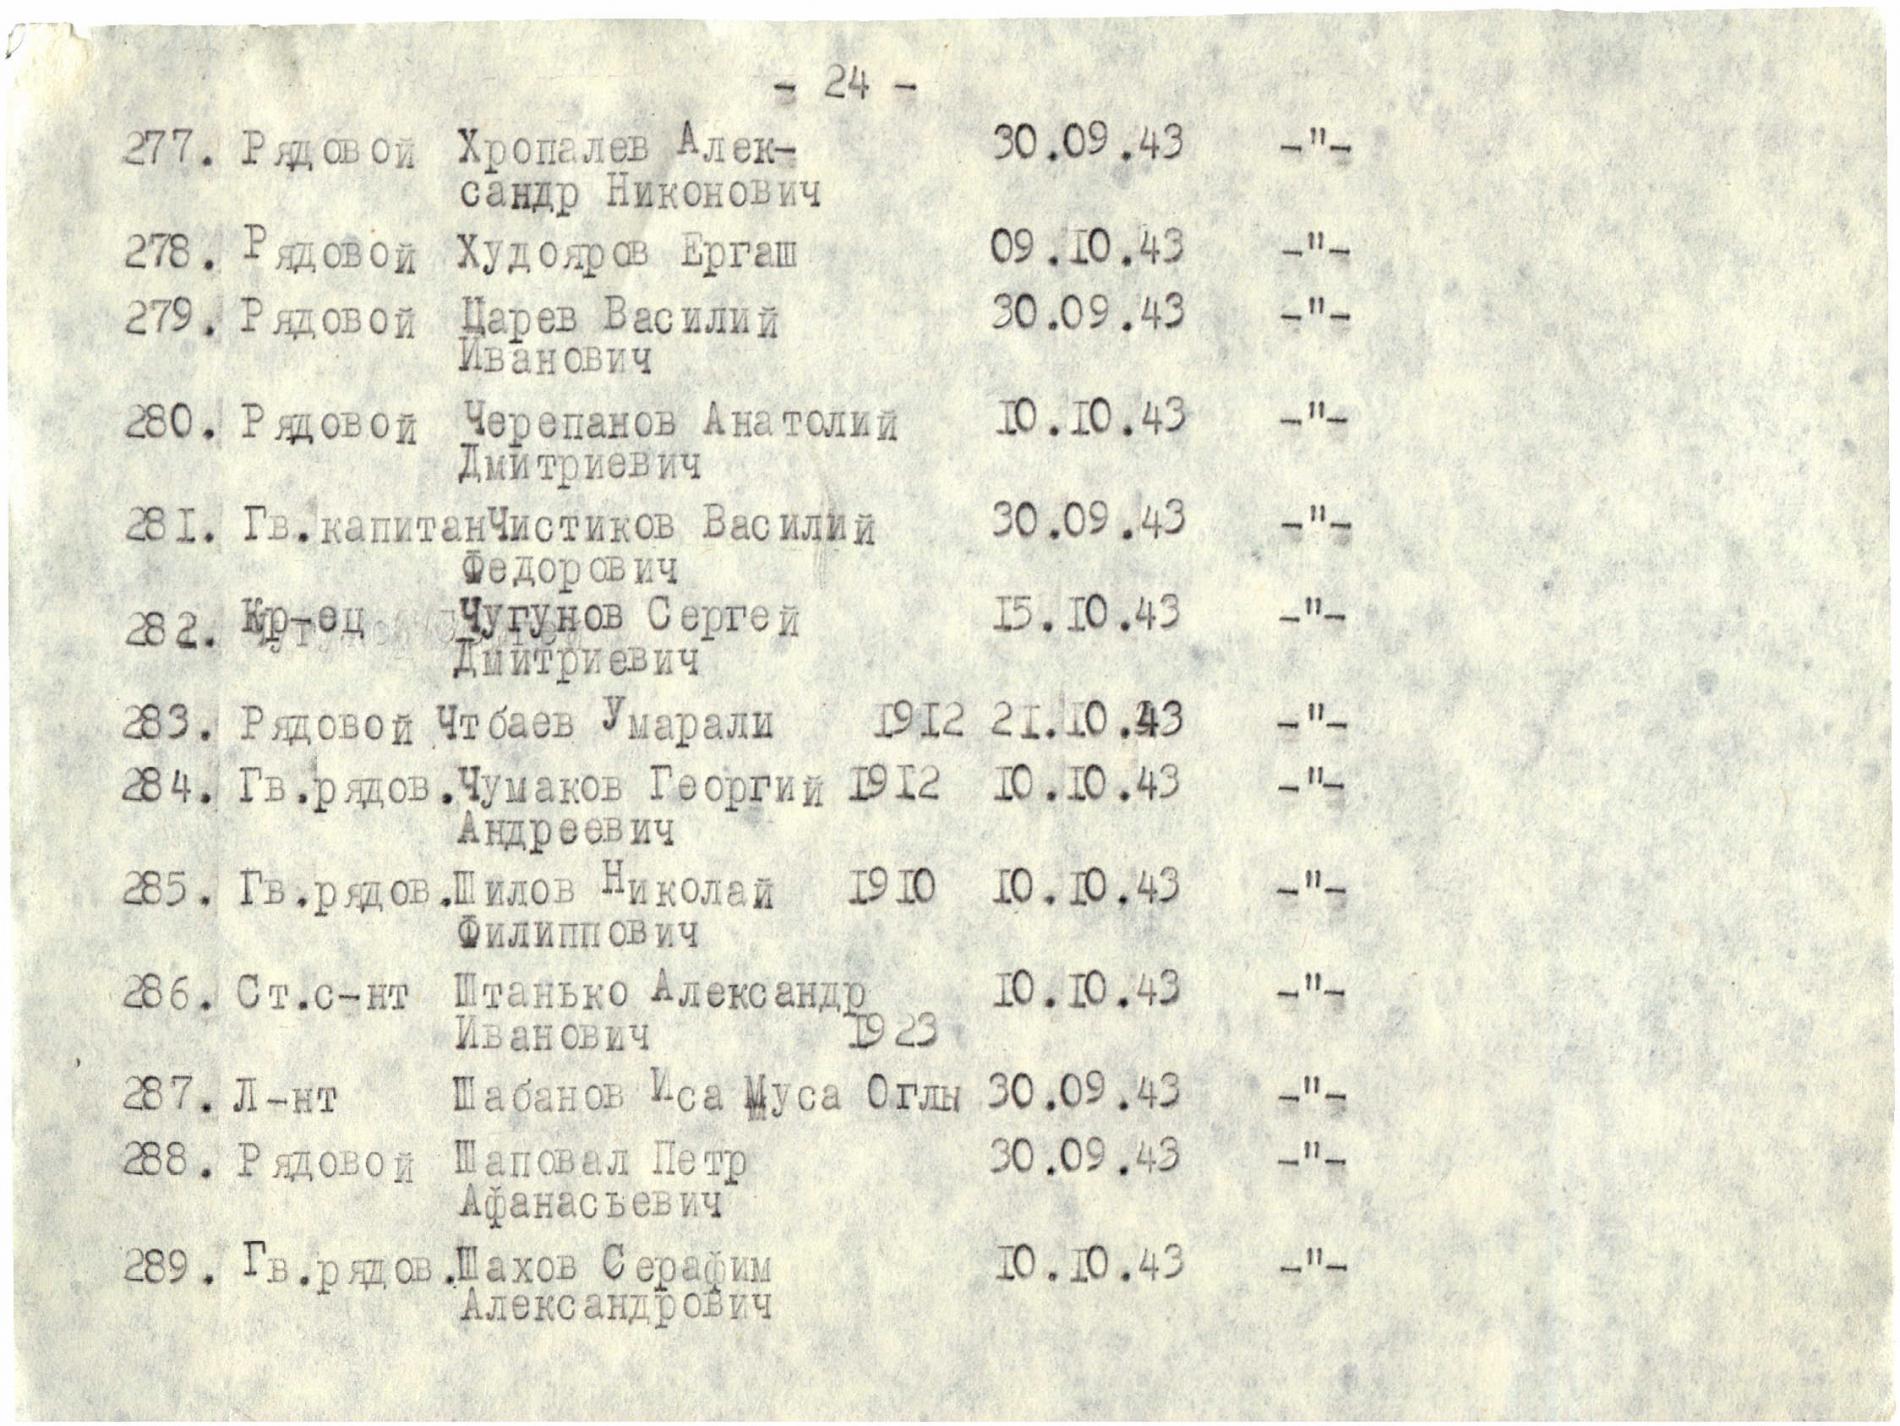 - 24 -
277. Рядовой Хропалев Алек- 30.09.43 -"-
сандр Никонович
278. Рядовой Худояров Ергаш 09.10.43 -"-
279. Рядовой Царев Василий 30.09.43 -"-
Иванович
280. Рядовой Черепанов Анатолий 10.10.43 -"-
Дмитриевич
281. Гв.капитанЧистиков Василий 30.09.43 -"-
Федорович
282. Кр-ец Чугунов Сергей 15.10.43 -"-
Дмитриевич
283. Рядовой Чтбаев Умарали 1912 21.10.43 -"-
284. Гв.рядов.Чумаков Георгий 1912 10.10.43 -"-
Андреевич
285. Гв.рядов.Шилов Николай 1910 10.10.43 -"-
Филиппович
286. Ст.с-нт Штанько Александр 10.10.43 -"-
Иванович 1923
287. Л-нт Шабанов Иса Муса Оглы 30.09.43 -"-
288. Рядовой Шаповал Петр 30.09.43 -"-
Афанасьевич
289. Гв.рядов.Шахов Серафим 10.10.43 -"-
Александрович